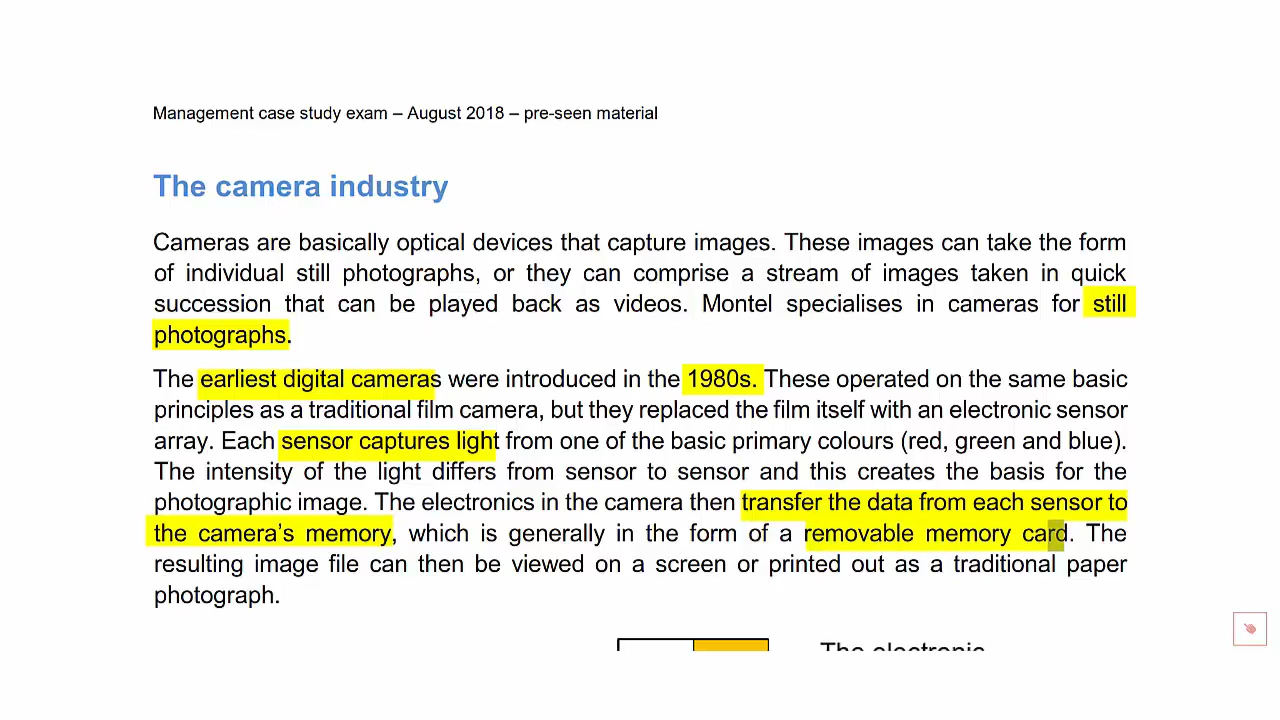 Management case study exam – August 2018 – pre-seen material
The camera industry
Cameras are basically optical devices that capture images. These images can take the form
of individual still photographs, or they can comprise a stream of images taken in quick
succession that can be played back as videos. Montel specialises in cameras for still
photographs.
The earliest digital cameras were introduced in the 1980s. These operated on the same basic
principles as a traditional film camera, but they replaced the film itself with an electronic sensor
array. Each sensor captures light from one of the basic primary colours (red, green and blue).
The intensity of the light differs from sensor to sensor and this creates the basis for the
photographic image. The electronics in the camera then transfer the data from each sensor to
the camera’s memory, which is generally in the form of a removable memory card. The
resulting image file can then be viewed on a screen or printed out as a traditional paper
photograph.
The electronic